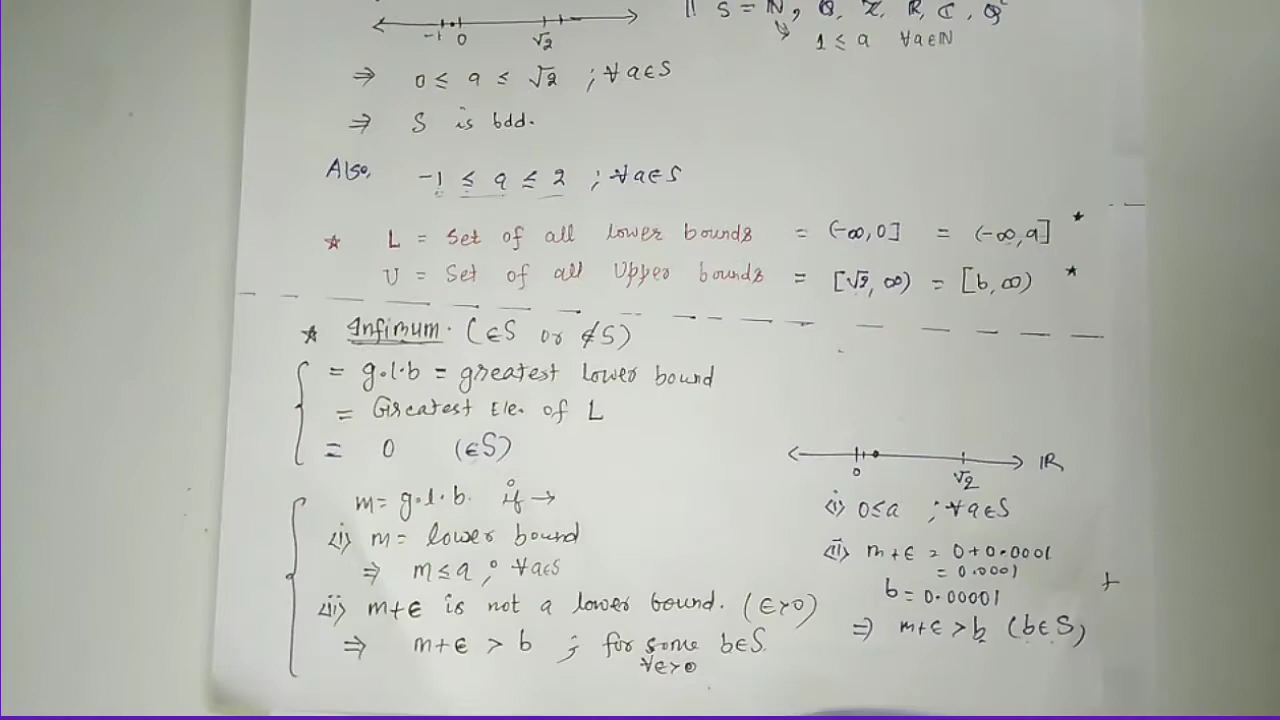 -1 0 √2
|| S = ℕ, Q, Z, R, C, Qᶜ
1 ≤ a ∀a∈ℕ
⇒ 0 ≤ a ≤ √2 ; ∀a∈S
⇒ S is bdd.
Also, -1 ≤ a ≤ 2 ; ∀a∈S
☆ L = Set of all lower bounds = (-∞,0] = (-∞,a] *
U = Set of all Upper bounds = [√2, ∞) = [b, ∞) *
☆ Infimum. (∈S or ∉S)
= g.l.b = greatest lower bound
= Greatest Ele. of L
= 0 (∈S)
m = g.l.b. if →
(i) m = lower bound
⇒ m ≤ a ; ∀a∈S
(ii) m+ϵ is not a lower bound. (ϵ>0)
⇒ m+ϵ > b ; for some b∈S.
∀ϵ>0
0 √2 IR
(i) 0≤a ; ∀a∈S
(ii) m+ϵ = 0+0.0001
= 0.0001
b = 0.00001
⇒ m+ϵ > b (b∈S)